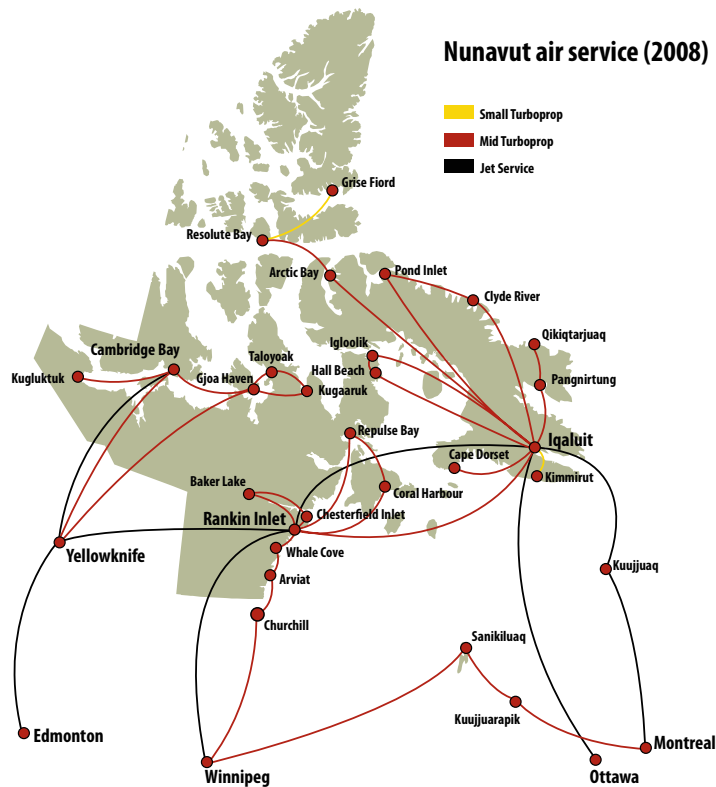 Nunavut air service (2008)
Small Turboprop
Mid Turboprop
Jet Service
Grise Fiord
Resolute Bay
Arctic Bay
Pond Inlet
Clyde River
Qikiqtarjuaq
Igloolik
Cambridge Bay
Taloyoak
Hall Beach
Kugluktuk
Gjoa Haven
Pangnirtung
Kugaaruk
Repulse Bay
Iqaluit
Cape Dorset
Baker Lake
Kimmirut
Coral Harbour
Chesterfield Inlet
Rankin Inlet
Whale Cove
Yellowknife
Kuujjuaq
Arviat
Churchill
Sanikiluaq
Kuujjuarapik
Edmonton
Montreal
Winnipeg
Ottawa